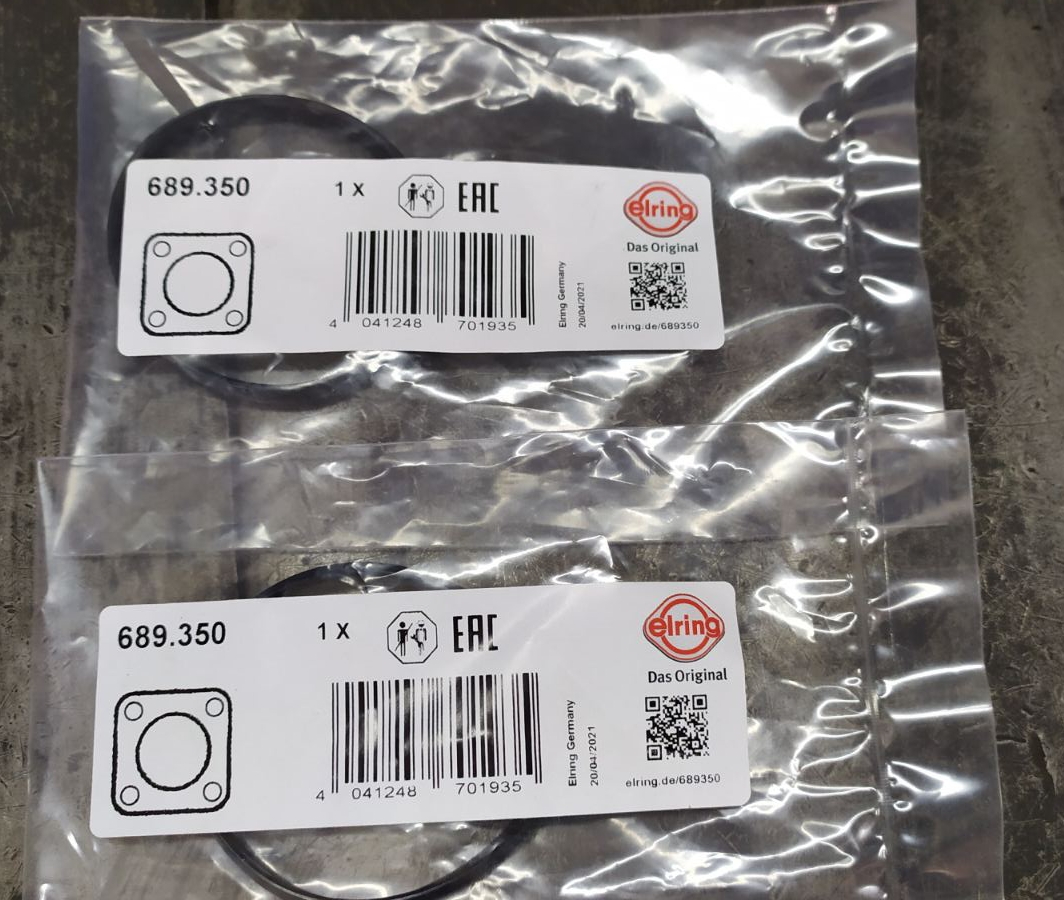 689.350
1 X
EAC
elring
Das Original
4 041248 701935
Elring Germany
20/04/2021
elring.de/689350
689.350
1 X
EAC
elring
Das Original
4 041248 701935
Elring Germany
20/04/2021
elring.de/689350